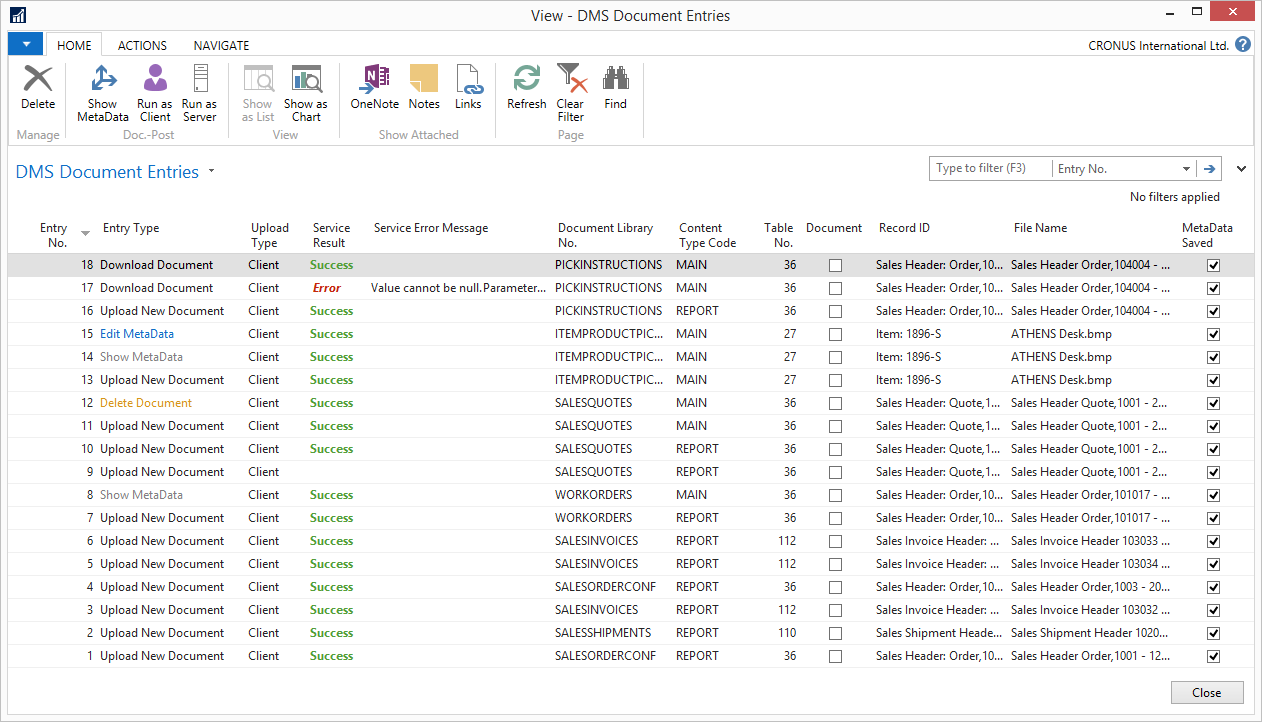 View - DMS Document Entries
HOME ACTIONS NAVIGATE CRONUS International Ltd. ?
Delete Show MetaData Run as Client Run as Server Show as List Show as Chart OneNote Notes Links Refresh Clear Filter Find
Manage Doc.-Post View Show Attached Page
DMS Document Entries Type to filter (F3) Entry No.
No filters applied
Entry No. Entry Type Upload Type Service Result Service Error Message Document Library No. Content Type Code Table No. Document Record ID File Name MetaData Saved
18 Download Document Client Success PICKINSTRUCTIONS MAIN 36 Sales Header: Order,10... Sales Header Order,104004 - ...
17 Download Document Client Error Value cannot be null.Parameter... PICKINSTRUCTIONS MAIN 36 Sales Header: Order,10... Sales Header Order,104004 - ...
16 Upload New Document Client Success PICKINSTRUCTIONS REPORT 36 Sales Header: Order,10... Sales Header Order,104004 - ...
15 Edit MetaData Client Success ITEMPRODUCTPIC... MAIN 27 Item: 1896-S ATHENS Desk.bmp
14 Show MetaData Client Success ITEMPRODUCTPIC... MAIN 27 Item: 1896-S ATHENS Desk.bmp
13 Upload New Document Client Success ITEMPRODUCTPIC... MAIN 27 Item: 1896-S ATHENS Desk.bmp
12 Delete Document Client Success SALESQUOTES MAIN 36 Sales Header: Quote,1... Sales Header Quote,1001 - 2...
11 Upload New Document Client Success SALESQUOTES MAIN 36 Sales Header: Quote,1... Sales Header Quote,1001 - 2...
10 Upload New Document Client Success SALESQUOTES REPORT 36 Sales Header: Quote,1... Sales Header Quote,1001 - 2...
9 Upload New Document Client SALESQUOTES REPORT 36 Sales Header: Quote,1... Sales Header Quote,1001 - 2...
8 Show MetaData Client Success WORKORDERS MAIN 36 Sales Header: Order,10... Sales Header Order,101017 - ...
7 Upload New Document Client Success WORKORDERS REPORT 36 Sales Header: Order,10... Sales Header Order,101017 - ...
6 Upload New Document Client Success SALESINVOICES REPORT 112 Sales Invoice Header: ... Sales Invoice Header 103033 ...
5 Upload New Document Client Success SALESINVOICES REPORT 112 Sales Invoice Header: ... Sales Invoice Header 103034 ...
4 Upload New Document Client Success SALESORDERCONF REPORT 36 Sales Header: Order,10... Sales Header Order,1003 - 20...
3 Upload New Document Client Success SALESINVOICES REPORT 112 Sales Invoice Header: ... Sales Invoice Header 103032 ...
2 Upload New Document Client Success SALESSHIPMENTS REPORT 110 Sales Shipment Heade... Sales Shipment Header 1020...
1 Upload New Document Client Success SALESORDERCONF REPORT 36 Sales Header: Order,10... Sales Header Order,1001 - 12...
Close